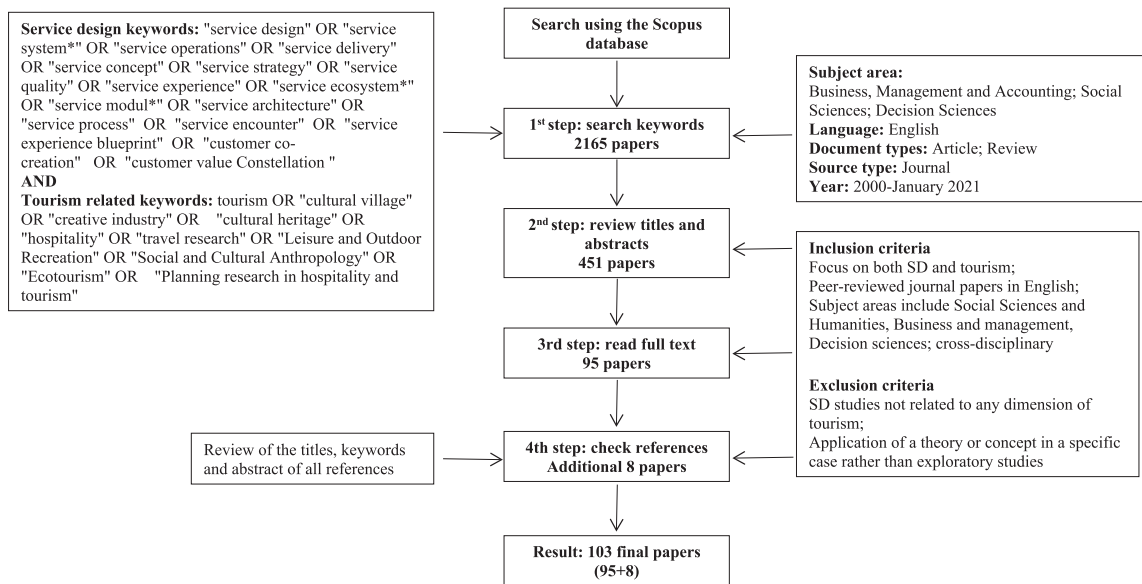 Service design keywords: "service design" OR "service
system*" OR "service operations" OR "service delivery"
OR "service concept" OR "service strategy" OR "service
quality" OR "service experience" OR "service ecosystem*"
OR "service modul*" OR "service architecture" OR
"service process" OR "service encounter" OR "service
experience blueprint" OR "customer co-
creation" OR "customer value Constellation "
AND
Tourism related keywords: tourism OR "cultural village"
OR "creative industry" OR "cultural heritage" OR
"hospitality" OR "travel research" OR "Leisure and Outdoor
Recreation" OR "Social and Cultural Anthropology" OR
"Ecotourism" OR "Planning research in hospitality and
tourism"
Search using the Scopus
database
1st step: search keywords
2165 papers
Subject area:
Business, Management and Accounting; Social
Sciences; Decision Sciences
Language: English
Document types: Article; Review
Source type: Journal
Year: 2000-January 2021
2nd step: review titles and
abstracts
451 papers
Inclusion criteria
Focus on both SD and tourism;
Peer-reviewed journal papers in English;
Subject areas include Social Sciences and
Humanities, Business and management,
Decision sciences; cross-disciplinary
Exclusion criteria
SD studies not related to any dimension of
tourism;
Application of a theory or concept in a specific
case rather than exploratory studies
3rd step: read full text
95 papers
Review of the titles, keywords
and abstract of all references
4th step: check references
Additional 8 papers
Result: 103 final papers
(95+8)